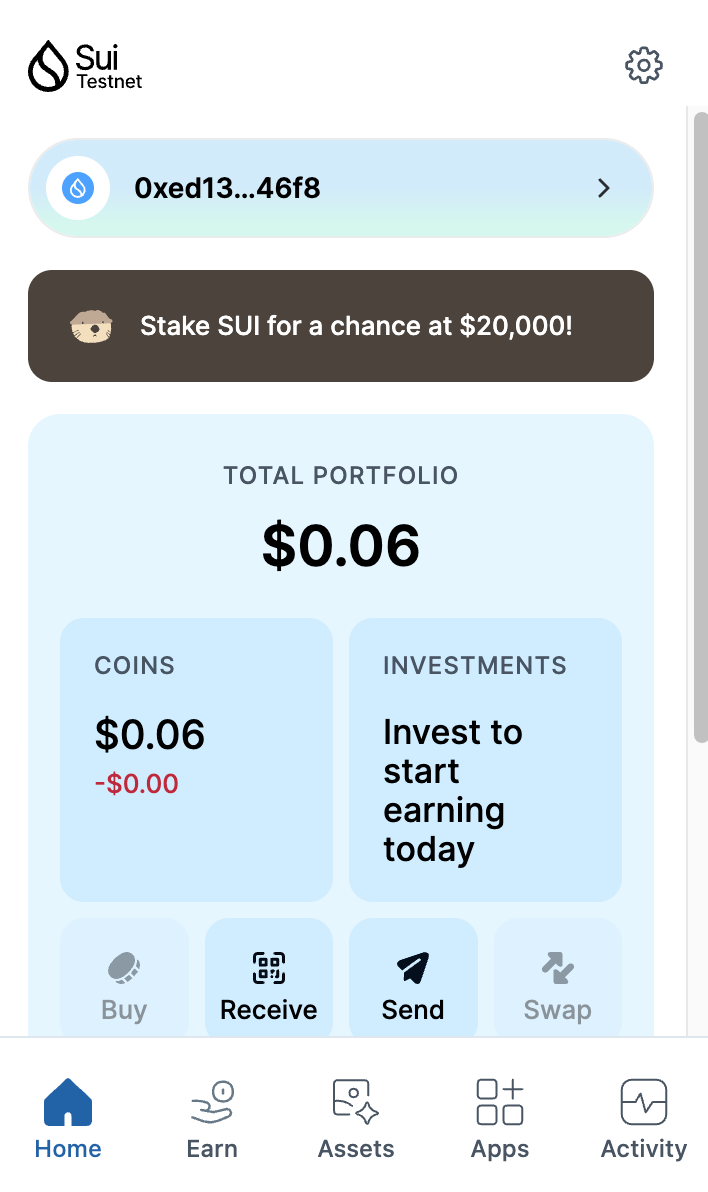 Sui
Testnet
0xed13...46f8
Stake SUI for a chance at $20,000!
TOTAL PORTFOLIO
$0.06
COINS
$0.06
-$0.00
INVESTMENTS
Invest to
start
earning
today
Buy
Receive
Send
Swap
Home
Earn
Assets
Apps
Activity